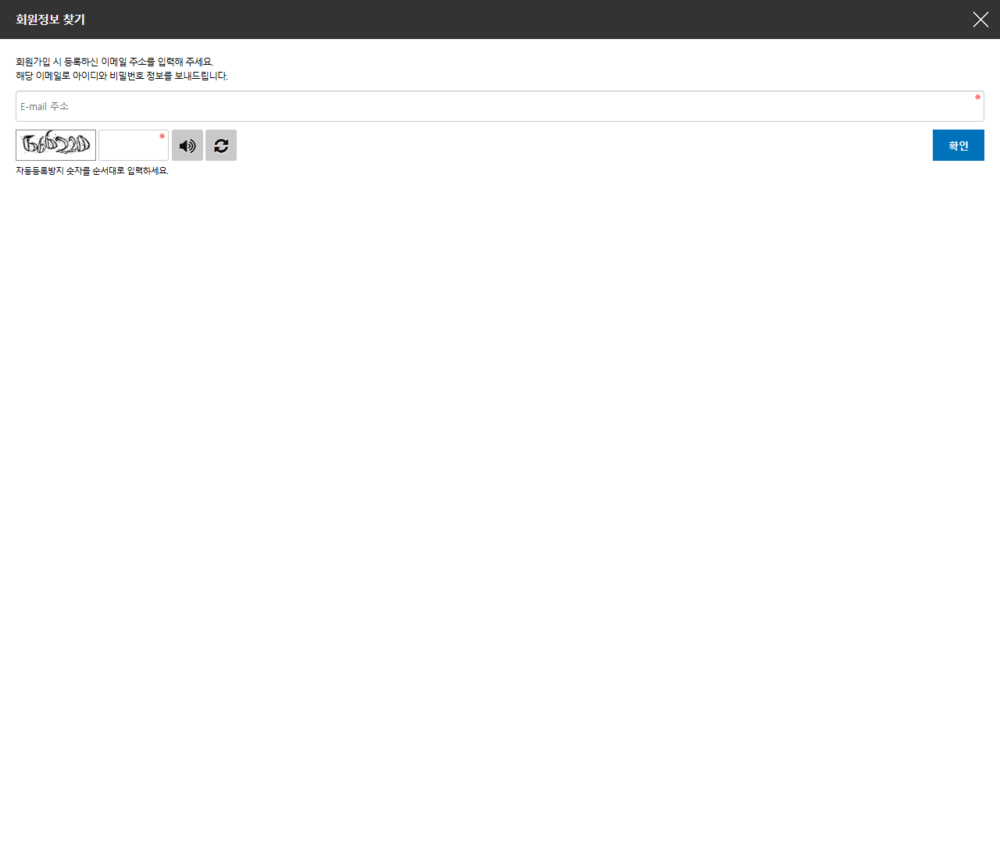 회원정보 찾기
회원가입 시 등록하신 이메일 주소를 입력해 주세요.
해당 이메일로 아이디와 비밀번호 정보를 보내드립니다.
E-mail 주소
확인
자동등록방지 숫자를 순서대로 입력하세요.